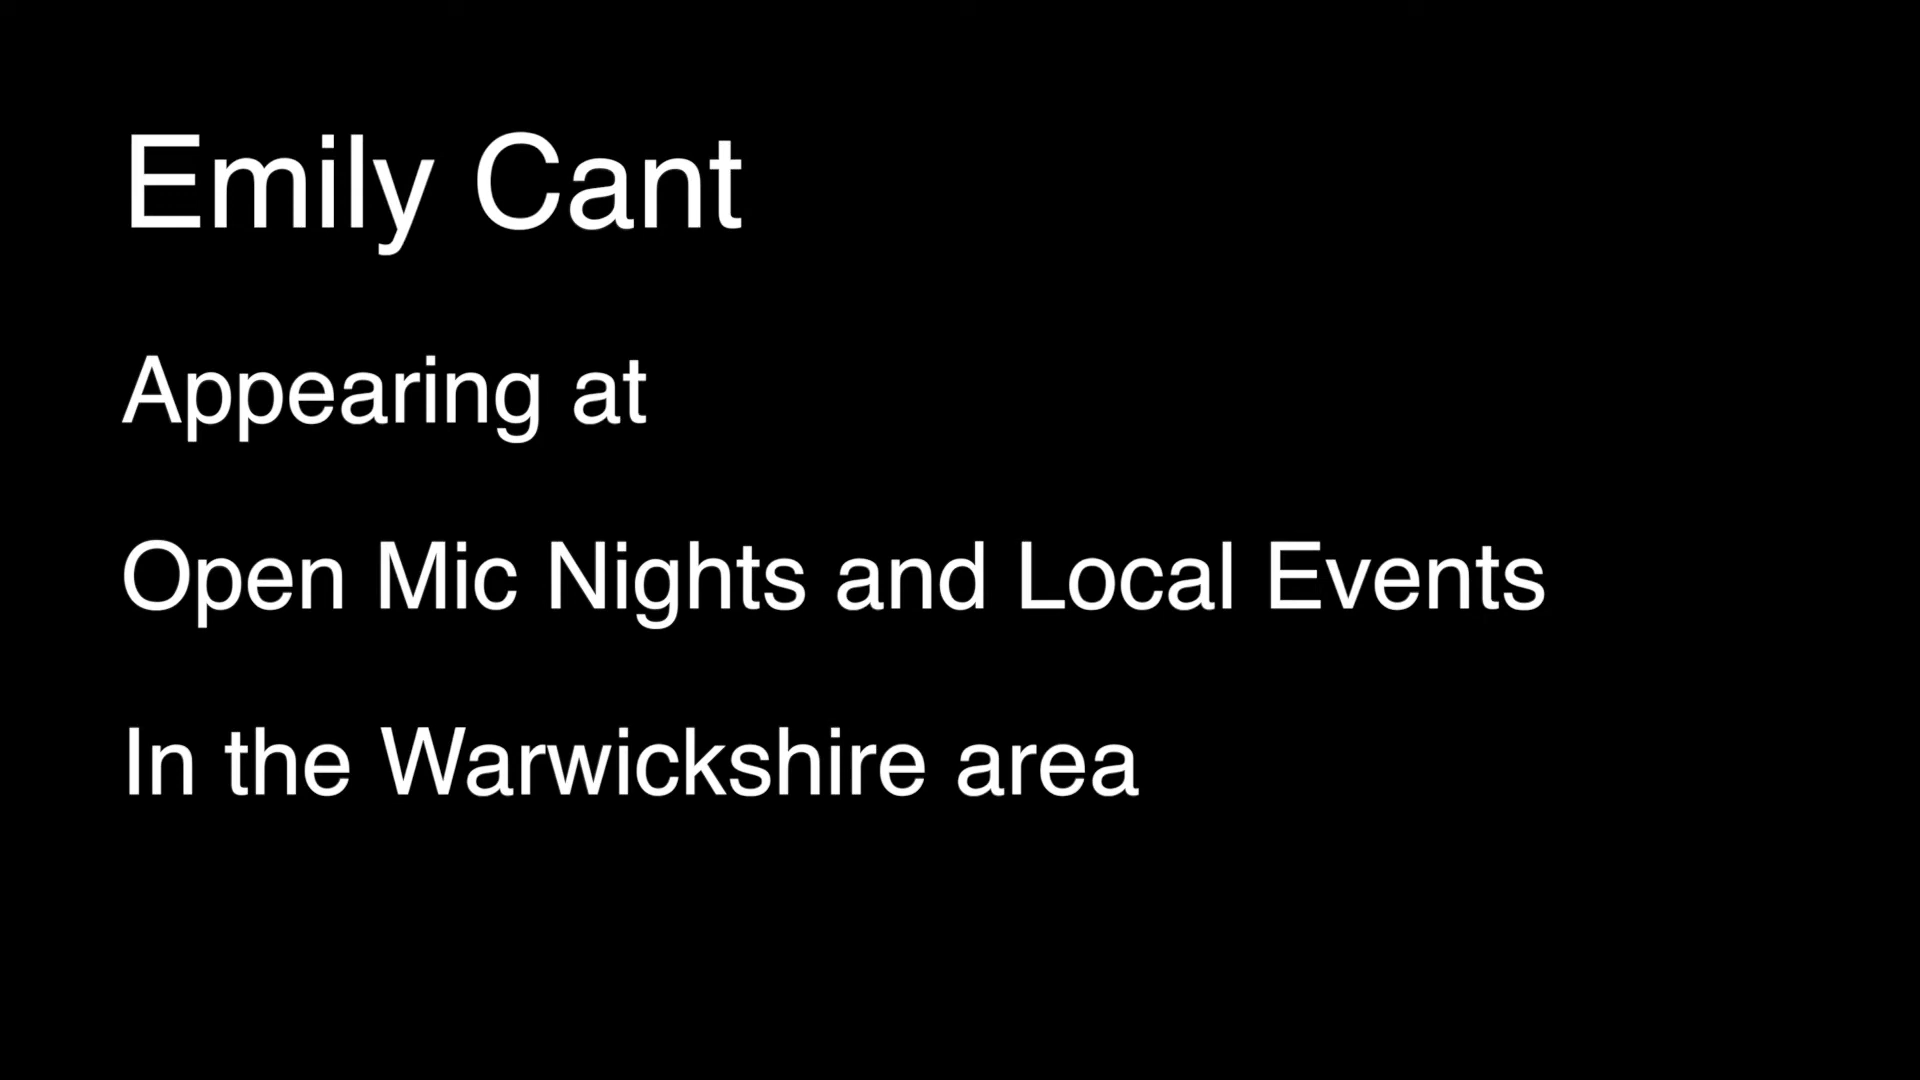 Emily Cant
Appearing at
Open Mic Nights and Local Events
In the Warwickshire area